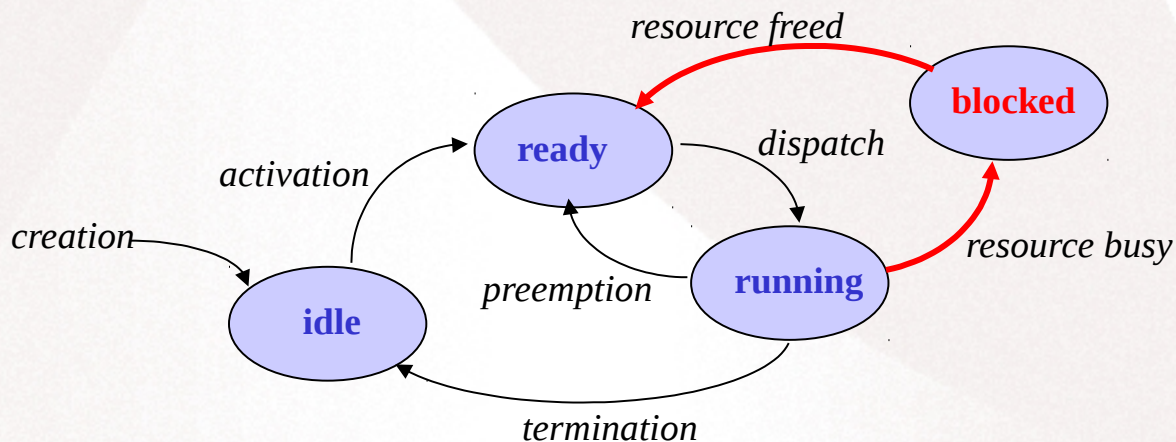 resource freed
blocked
ready
dispatch
activation
creation
resource busy
preemption
running
idle
termination